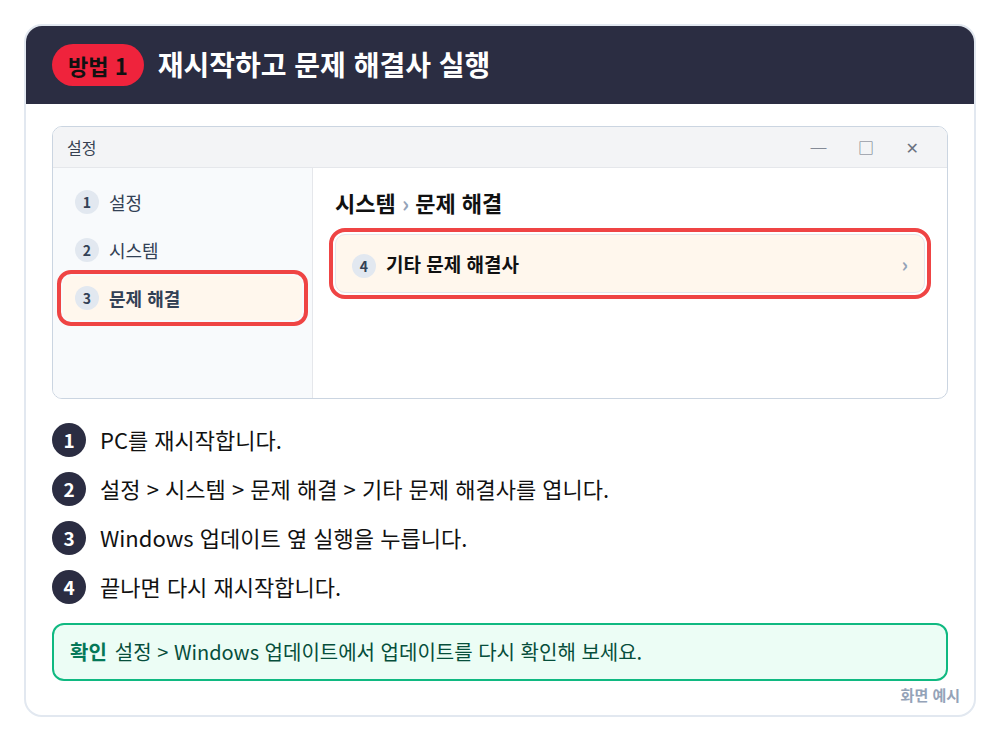 방법 1 재시작하고 문제 해결사 실행
설정
1 설정
2 시스템
3 문제 해결
시스템 › 문제 해결
4 기타 문제 해결사 ›
1 PC를 재시작합니다.
2 설정 > 시스템 > 문제 해결 > 기타 문제 해결사를 엽니다.
3 Windows 업데이트 옆 실행을 누릅니다.
4 끝나면 다시 재시작합니다.
확인 설정 > Windows 업데이트에서 업데이트를 다시 확인해 보세요.
화면 예시